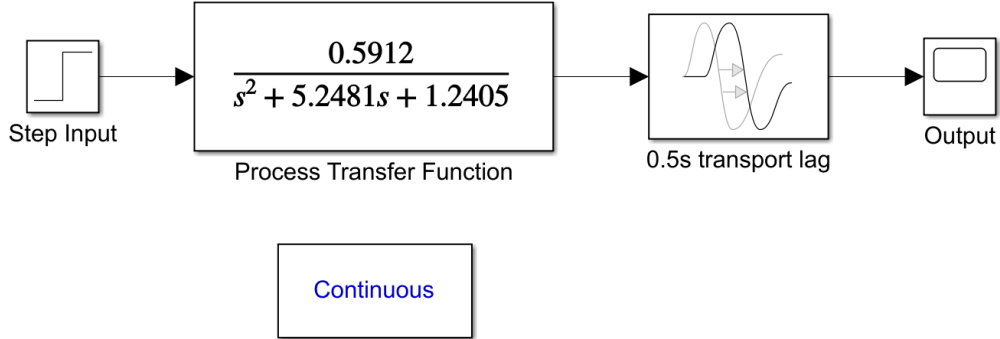 0.5912
s² + 5.2481s + 1.2405
Step Input
Process Transfer Function
0.5s transport lag
Output
Continuous